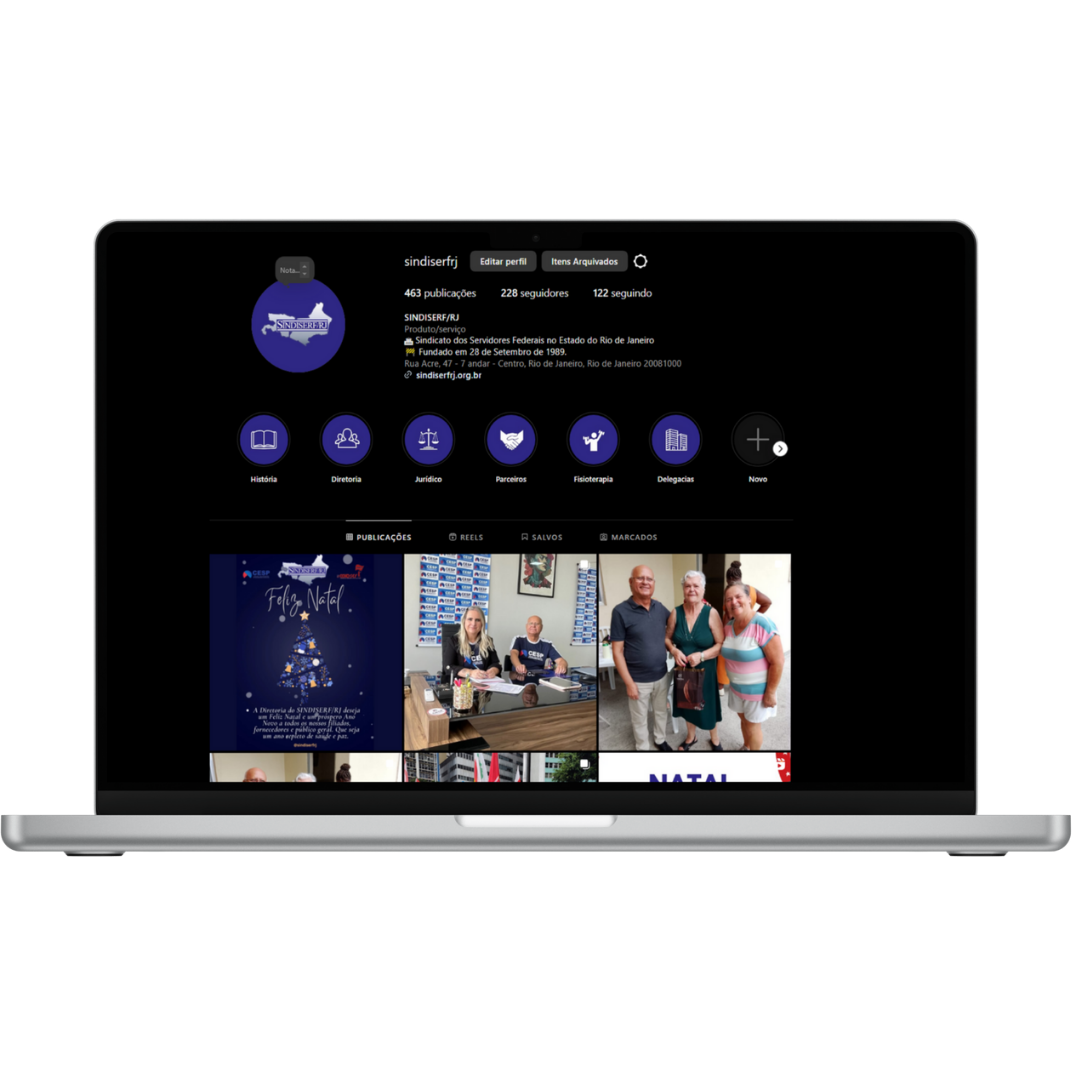 Nota...
SINDISERF/RJ
sindiserfrj Editar perfil Itens Arquivados
463 publicações 228 seguidores 122 seguindo
SINDISERF/RJ
Produto/serviço
Sindicato dos Servidores Federais no Estado do Rio de Janeiro
Fundado em 28 de Setembro de 1989.
Rua Acre, 47 - 7 andar - Centro, Rio de Janeiro, Rio de Janeiro 20081000
sindiserfrj.org.br
História Diretoria Jurídico Parceiros Fisioterapia Delegacias Novo
PUBLICAÇÕES REELS SALVOS MARCADOS
CESP SINDISERF/RJ
Feliz Natal
A Diretoria do SINDISERF/RJ deseja
um Feliz Natal e um próspero Ano
Novo a todos os nossos filiados,
fornecedores e público geral. Que seja
um ano repleto de saúde e paz.
@sindiserfrj
CESP
NATAL